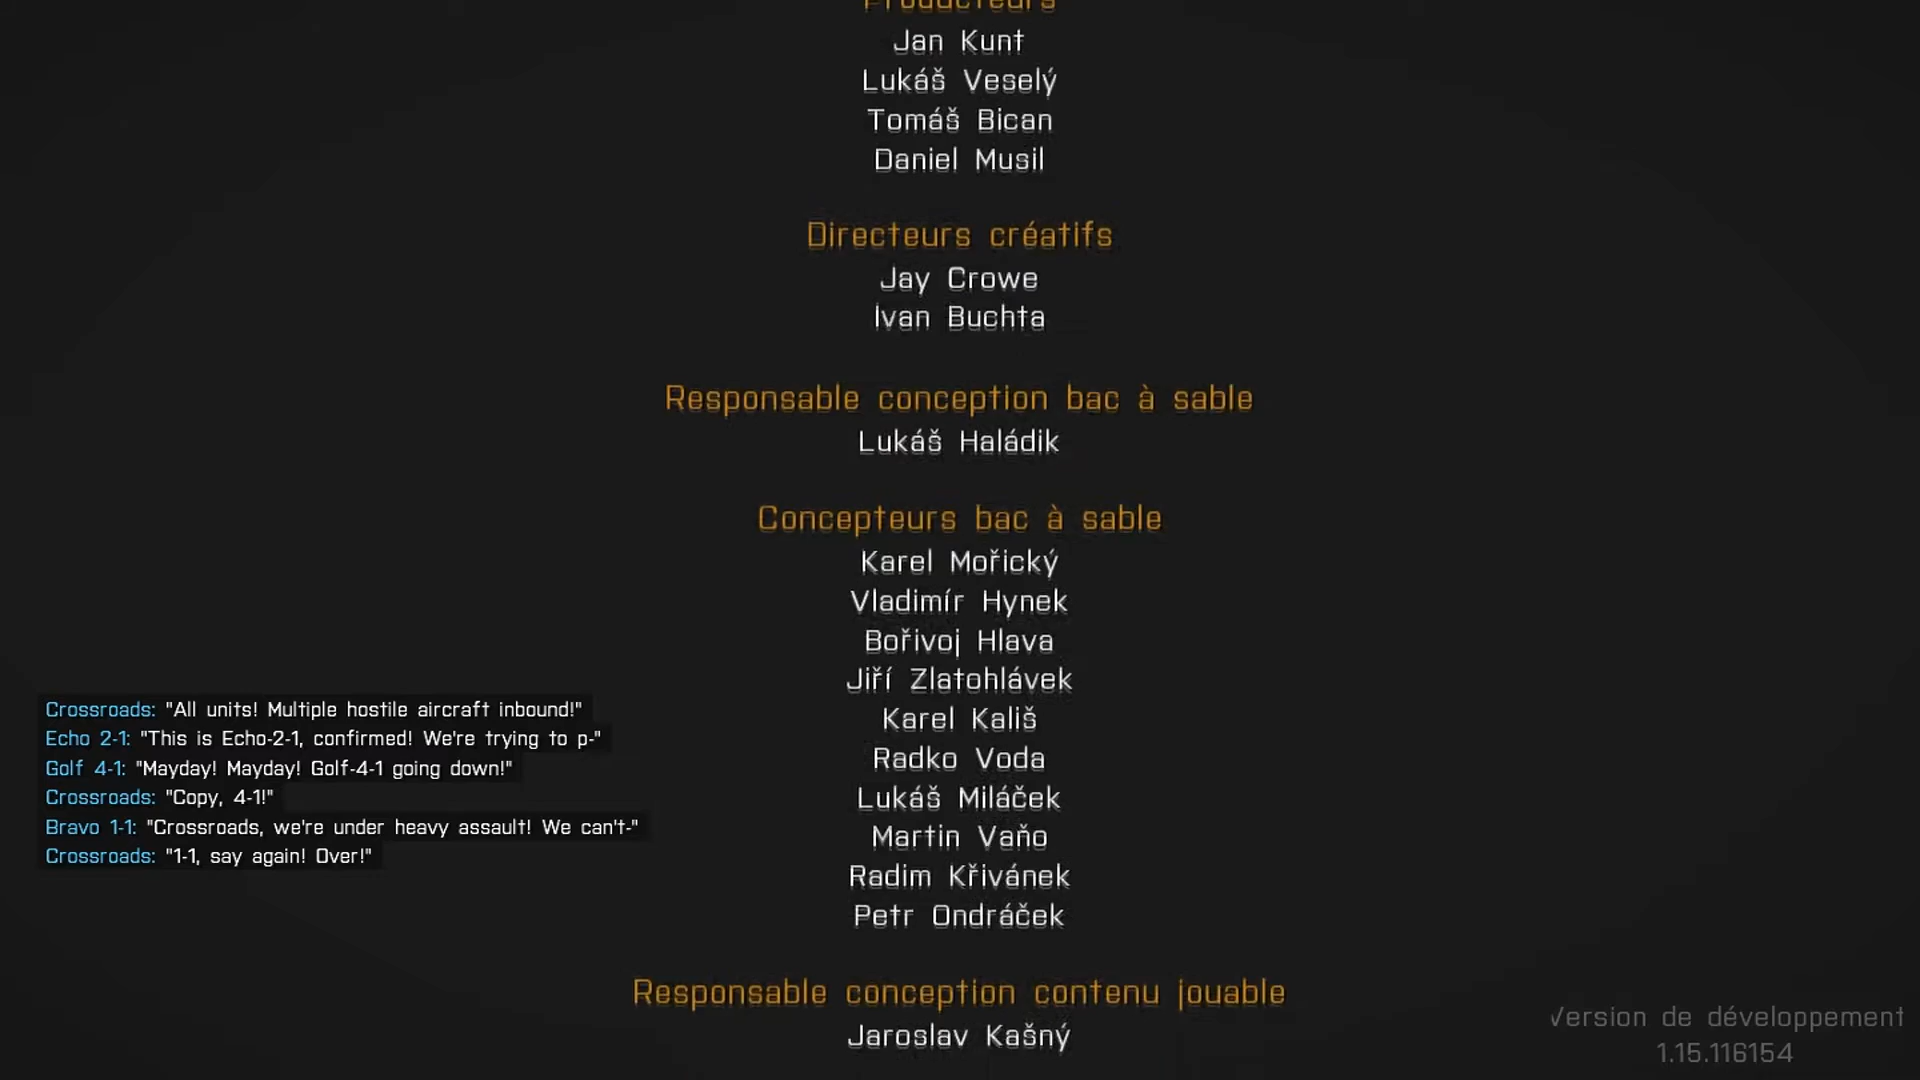 Producteurs
Jan Kunt
Lukáš Veselý
Tomáš Bican
Daniel Musil
Directeurs créatifs
Jay Crowe
Ivan Buchta
Responsable conception bac à sable
Lukáš Haládik
Concepteurs bac à sable
Karel Mořický
Vladimír Hynek
Bořivoj Hlava
Jiří Zlatohlávek
Karel Kališ
Radko Voda
Lukáš Miláček
Martin Vaňo
Radim Křivánek
Petr Ondráček
Responsable conception contenu jouable
Jaroslav Kašný
Crossroads: "All units! Multiple hostile aircraft inbound!"
Echo 2-1: "This is Echo-2-1, confirmed! We're trying to p-"
Golf 4-1: "Mayday! Mayday! Golf-4-1 going down!"
Crossroads: "Copy, 4-1!"
Bravo 1-1: "Crossroads, we're under heavy assault! We can't-"
Crossroads: "1-1, say again! Over!"
Version de développement
1.15.116154